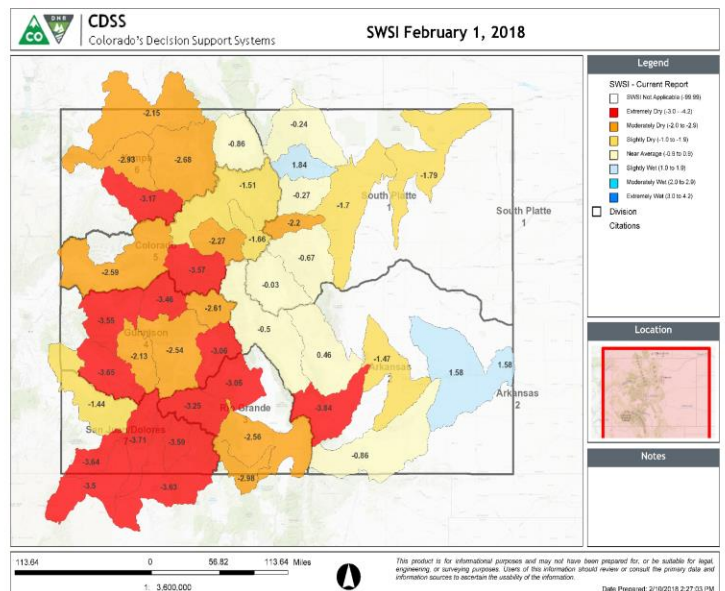 DNR
CO
CDSS
Colorado's Decision Support Systems
SWSI February 1, 2018
Legend
SWSI - Current Report
SWSI Not Applicable (-99.99)
Extremely Dry (-3.0 - -4.2)
Moderately Dry (-2.0 to -2.9)
Slightly Dry (-1.0 to -1.9)
Near Average (-0.9 to 0.9)
Slightly Wet (1.0 to 1.9)
Moderately Wet (2.0 to 2.9)
Extremely Wet (3.0 to 4.2)
Division
Citations
Location
Notes
-2.15
-0.86
-0.24
-2.93
-2.68
6
1.84
-1.79
-3.17
-1.51
-0.27
-1.7
South Platte
1
South Platte
1
-2.2
-2.27
-1.66
Colorado
5
-2.59
-3.57
-0.67
-0.03
-3.46
-3.55
-2.61
-0.5
Gunnison
4
-2.13
-2.54
0.46
-1.47
1.58
1.58
Arkansas
2
Arkansas
2
-1.44
-3.25
Rio Grande
-3.84
San Juan/Dolores
-3.71
-2.56
-0.86
-3.64
-2.98
-3.5
-3.63
113.64
0
56.82
113.64 Miles
1: 3,600,000
This product is for informational purposes and may not have been prepared for, or be suitable for legal,
engineering, or surveying purposes. Users of this information should review or consult the primary data and
information sources to ascertain the usability of the information.
Date Prepared: 2/10/2018 2:27:03 PM